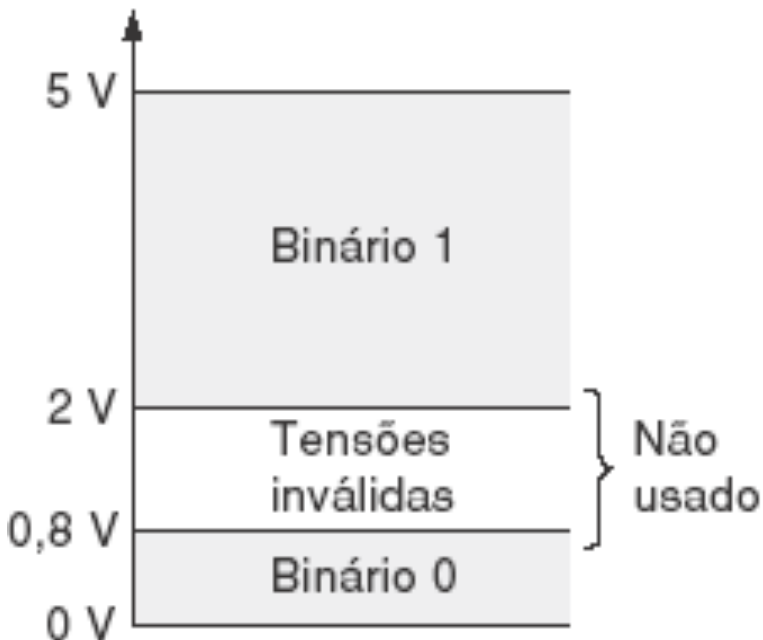 5 V
Binário 1
2 V
Tensões
inválidas
Não
usado
0,8 V
Binário 0
0 V